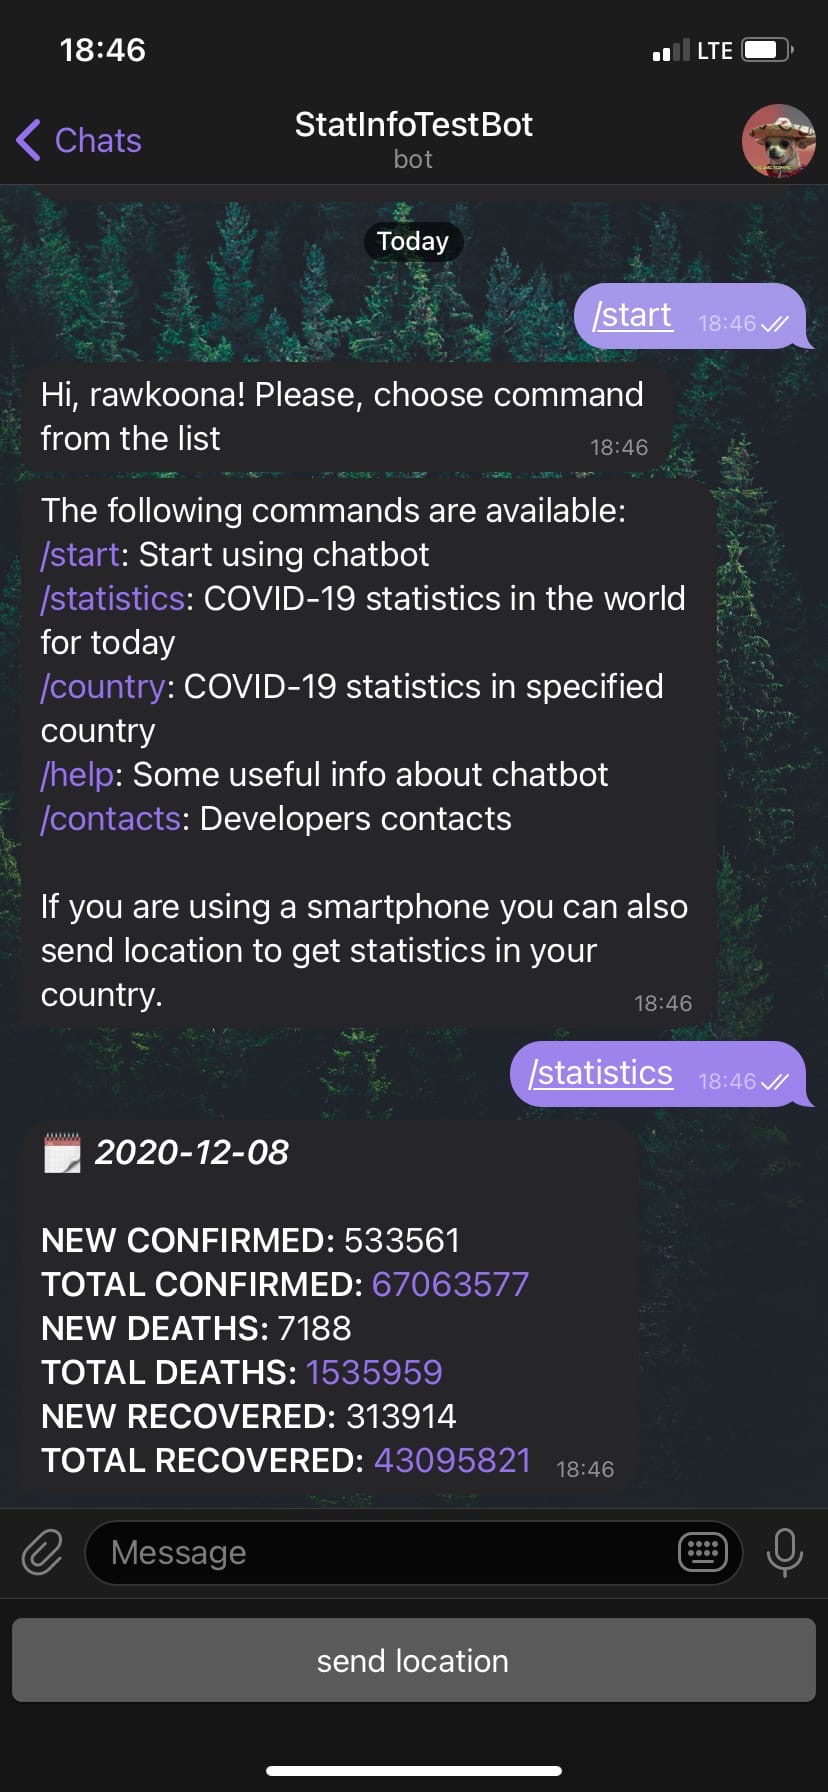 18:46
LTE
Chats
StatInfoTestBot
bot
Today
/start 18:46
Hi, rawkoona! Please, choose command
from the list 18:46
The following commands are available:
/start: Start using chatbot
/statistics: COVID-19 statistics in the world
for today
/country: COVID-19 statistics in specified
country
/help: Some useful info about chatbot
/contacts: Developers contacts
If you are using a smartphone you can also
send location to get statistics in your
country. 18:46
/statistics 18:46
2020-12-08
NEW CONFIRMED: 533561
TOTAL CONFIRMED: 67063577
NEW DEATHS: 7188
TOTAL DEATHS: 1535959
NEW RECOVERED: 313914
TOTAL RECOVERED: 43095821 18:46
Message
send location